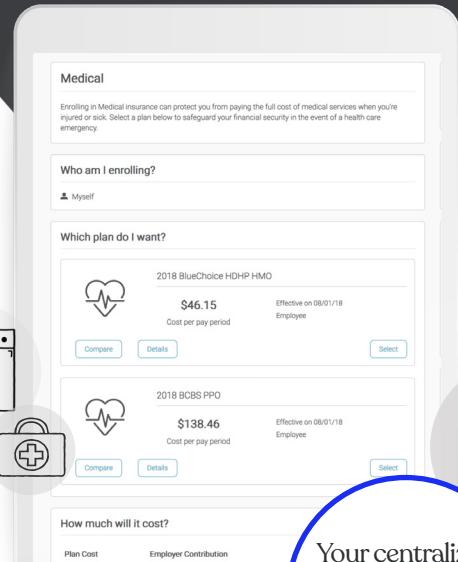 Medical
Enrolling in Medical insurance can protect you from paying the full cost of medical services when you're
injured or sick. Select a plan below to safeguard your financial security in the event of a health care
emergency.
Who am I enrolling?
Myself
Which plan do I want?
2018 BlueChoice HDHP HMO
$46.15
Cost per pay period
Effective on 08/01/18
Employee
Compare
Details
Select
2018 BCBS PPO
$138.46
Cost per pay period
Effective on 08/01/18
Employee
Compare
Details
Select
How much will it cost?
Plan Cost
Employer Contribution
Your centraliz